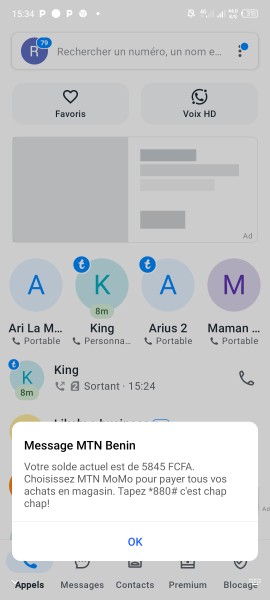 15:34
Rechercher un numéro, un nom e...
R
79
Favoris
Voix HD
Ad
A
K
A
M
8m
Ari La M...
King
Arius 2
Maman ...
Portable
Personna...
Portable
Portable
K
8m
King
Sortant · 15:24
Message MTN Benin
Votre solde actuel est de 5845 FCFA.
Choisissez MTN MoMo pour payer tous vos
achats en magasin. Tapez *880# c'est chap
chap!
Ad
OK
Appels
Messages
Contacts
Premium
Blocage